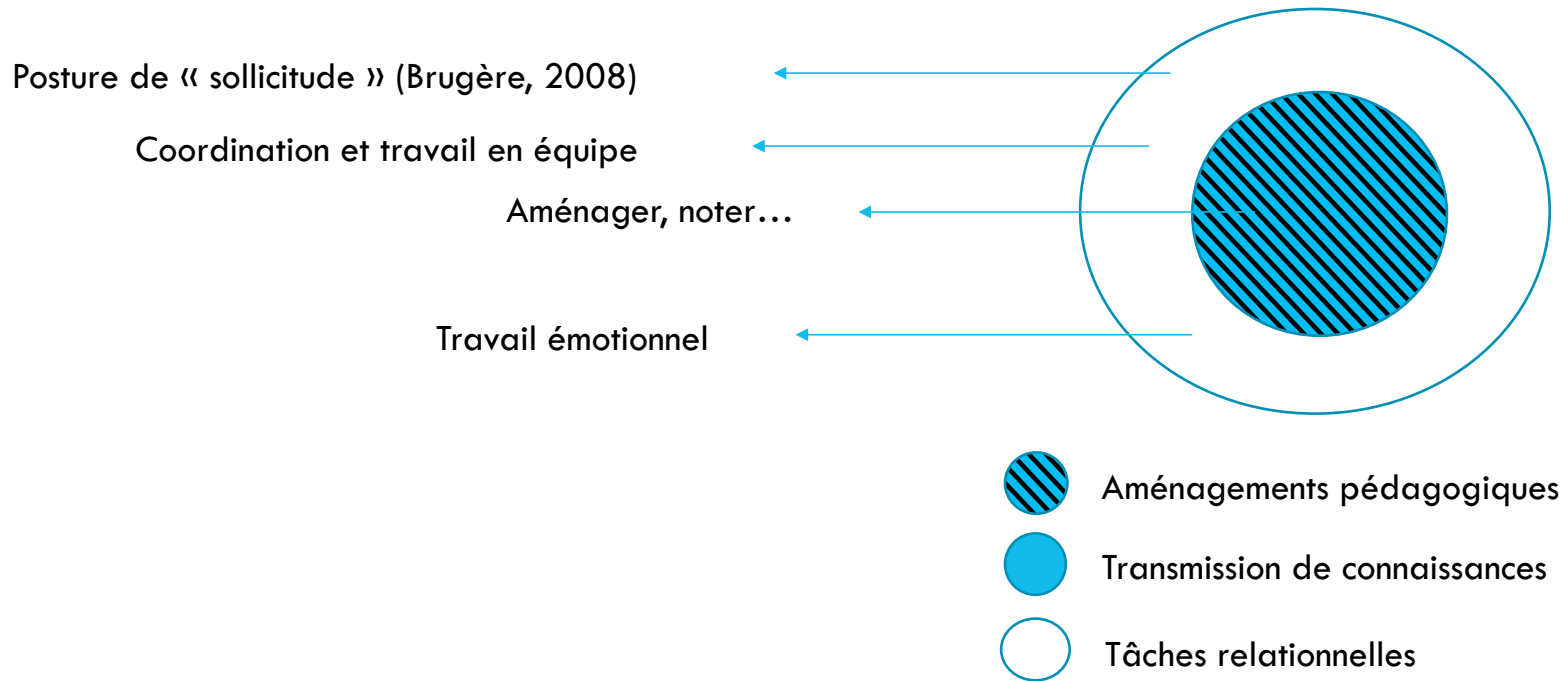 Posture de « sollicitude » (Brugère, 2008)
Coordination et travail en équipe
Aménager, noter…
Travail émotionnel
Aménagements pédagogiques
Transmission de connaissances
Tâches relationnelles